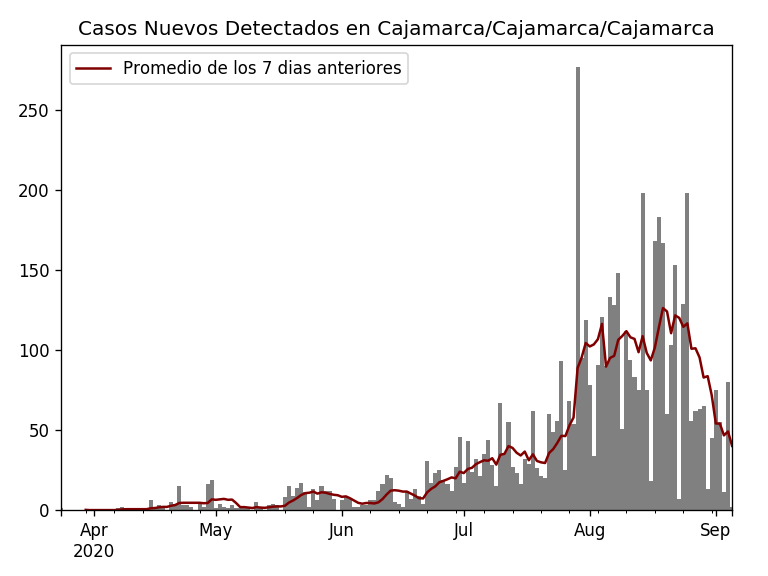 Casos Nuevos Detectados en Cajamarca/Cajamarca/Cajamarca
Promedio de los 7 dias anteriores
250
200
150
100
50
0
Apr May Jun Jul Aug Sep
2020